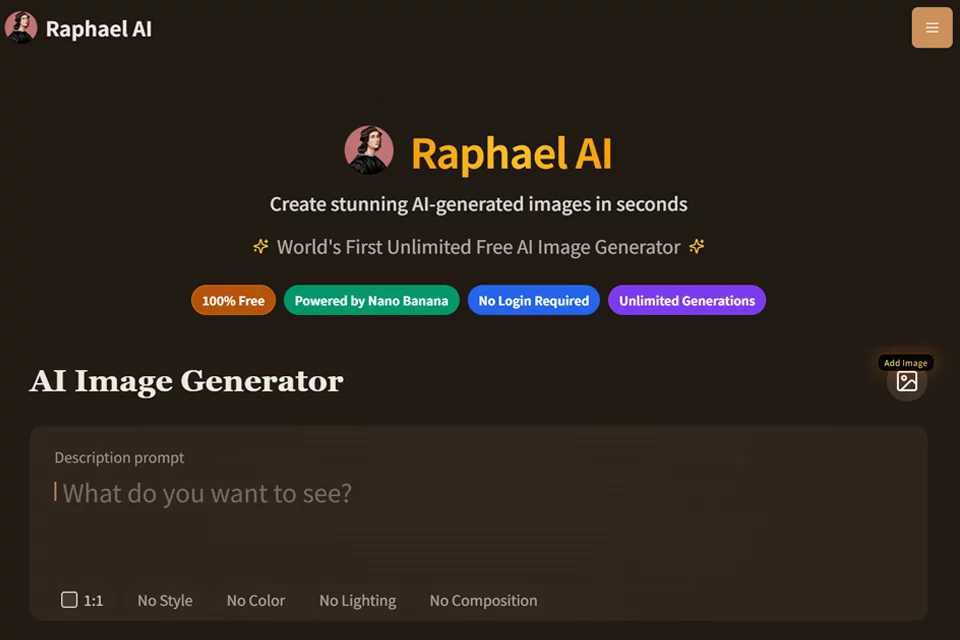 Raphael AI
Raphael AI
Create stunning AI-generated images in seconds
World's First Unlimited Free AI Image Generator
100% Free Powered by Nano Banana No Login Required Unlimited Generations
Add Image
AI Image Generator
Description prompt
What do you want to see?
1:1 No Style No Color No Lighting No Composition